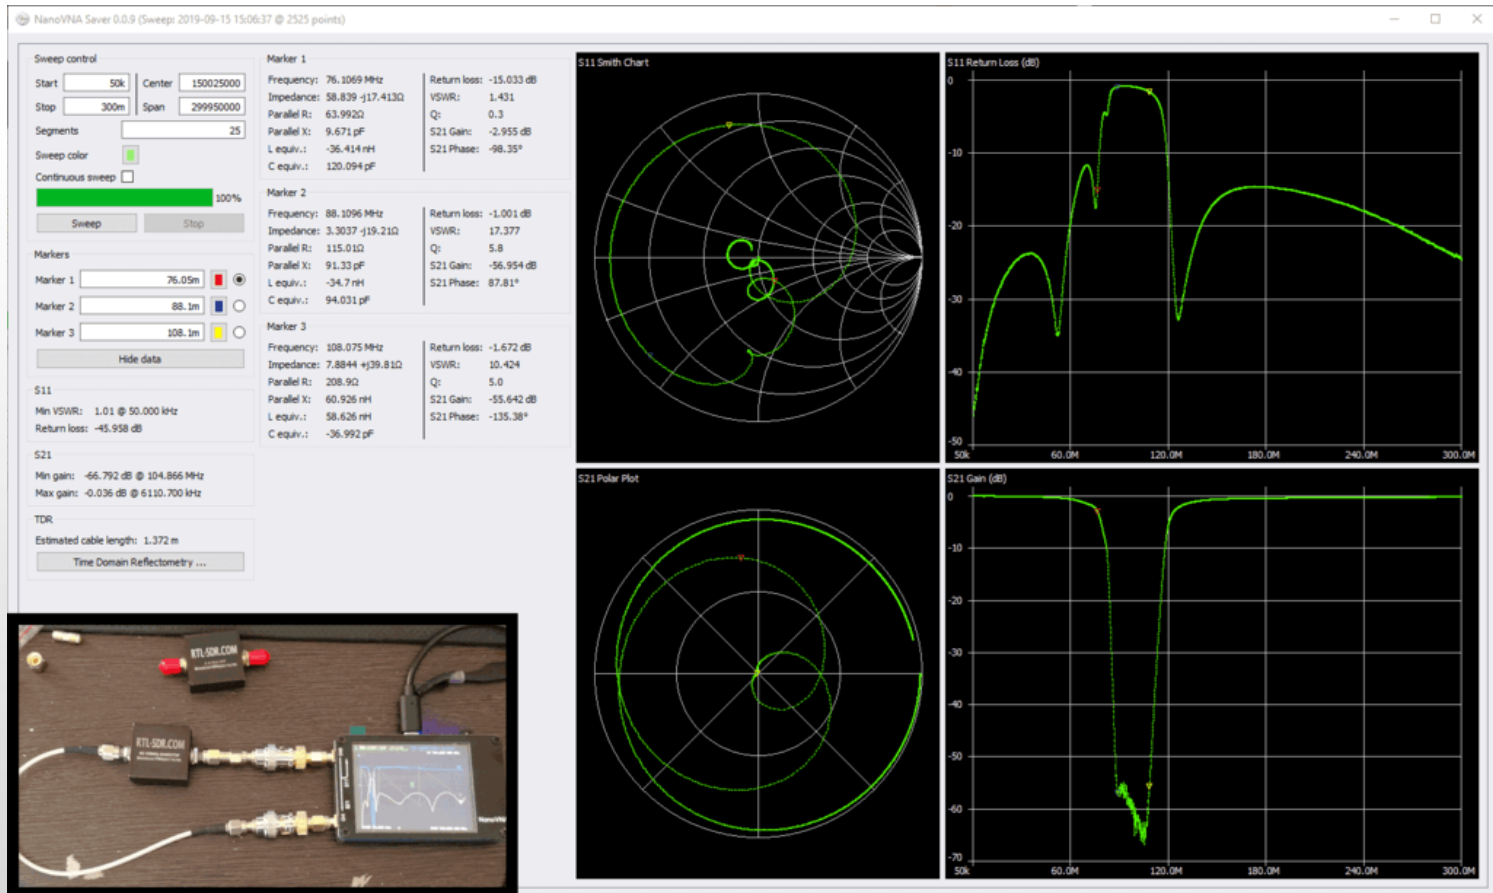 NanoVNA Saver 0.0.9 (Sweep: 2019-09-15 15:06:37 @ 2525 points)
Sweep control
Start 50k Center 150025000
Stop 300m Span 299950000
Segments 25
Sweep color
Continuous sweep
100%
Sweep Stop
Markers
Marker 1 76.05m
Marker 2 88.1m
Marker 3 108.1m
Hide data
S11
Min VSWR: 1.01 @ 50.000 kHz
Return loss: -45.958 dB
S21
Min gain: -66.792 dB @ 104.866 MHz
Max gain: -0.036 dB @ 6110.700 kHz
TDR
Estimated cable length: 1.372 m
Time Domain Reflectometry ...
Marker 1
Frequency: 76.1069 MHz Return loss: -15.033 dB
Impedance: 58.839 -j17.413Ω VSWR: 1.431
Parallel R: 63.992Ω Q: 0.3
Parallel X: 9.671 pF S21 Gain: -2.955 dB
L equiv.: -36.414 nH S21 Phase: -98.35°
C equiv.: 120.094 pF
Marker 2
Frequency: 88.1096 MHz Return loss: -1.001 dB
Impedance: 3.3037 -j19.21Ω VSWR: 17.377
Parallel R: 115.01Ω Q: 5.8
Parallel X: 91.33 pF S21 Gain: -56.954 dB
L equiv.: -34.7 nH S21 Phase: 87.81°
C equiv.: 94.031 pF
Marker 3
Frequency: 108.075 MHz Return loss: -1.672 dB
Impedance: 7.8844 +j39.81Ω VSWR: 10.424
Parallel R: 208.9Ω Q: 5.0
Parallel X: 60.926 nH S21 Gain: -55.642 dB
L equiv.: 58.626 nH S21 Phase: -135.38°
C equiv.: -36.992 pF
S11 Smith Chart
S11 Return Loss (dB)
0
-10
-20
-30
-40
-50
50k 60.0M 120.0M 180.0M 240.0M 300.0M
S21 Polar Plot
S21 Gain (dB)
0
-10
-20
-30
-40
-50
-60
-70
50k 60.0M 120.0M 180.0M 240.0M 300.0M
RTL-SDR.COM
RTL-SDR.COM
NanoVNA